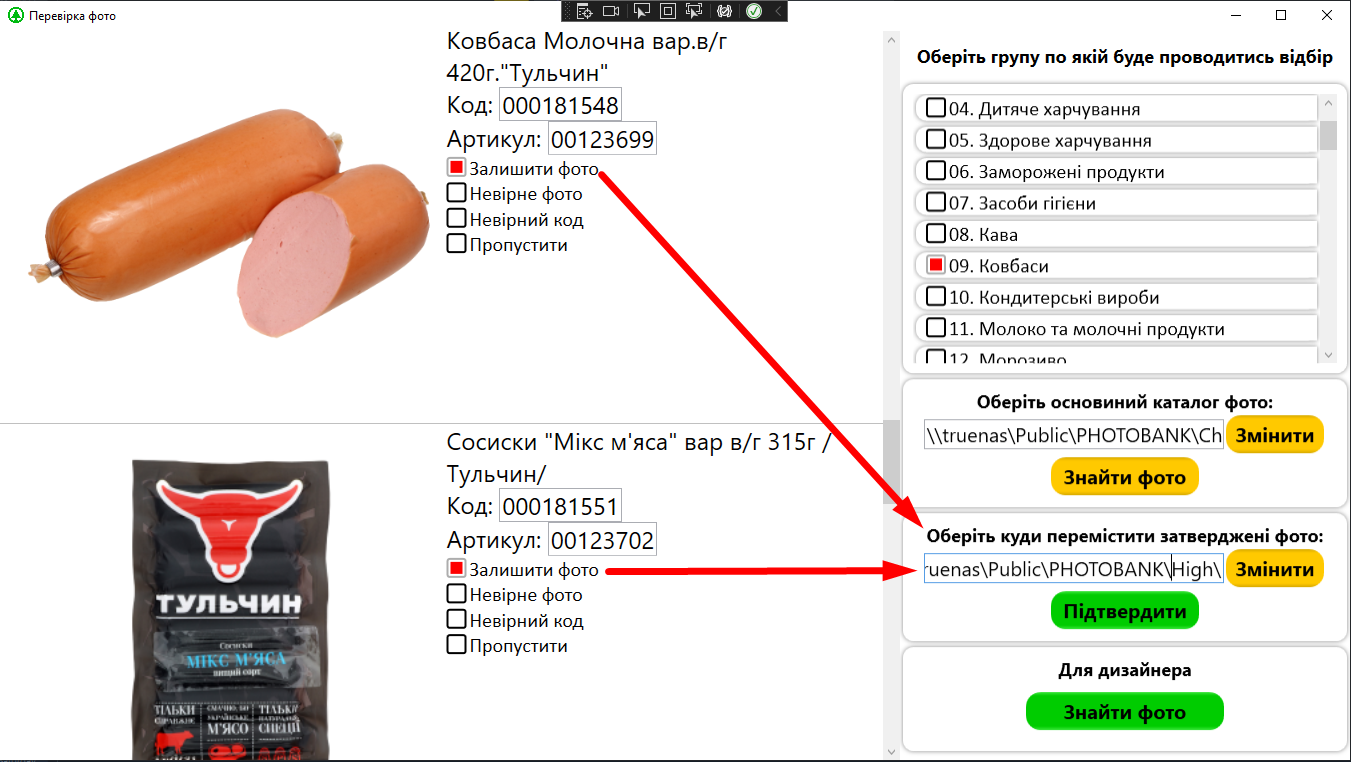 Перевірка фото
Ковбаса Молочна вар.в/г
420г."Тульчин"
Код: 000181548
Артикул: 00123699
Залишити фото
Невірне фото
Невірний код
Пропустити
Сосиски "Мікс м'яса" вар в/г 315г /
Тульчин/
Код: 000181551
Артикул: 00123702
Залишити фото
Невірне фото
Невірний код
Пропустити
ТУЛЬЧИН
Сосиски
МІКС М'ЯСА
вищий сорт
ТІЛЬКИ
СПРАВЖНЄ
М'ЯСО
СМАЧНО, БО
УКРАЇНСЬКЕ
М'ЯСО
ТІЛЬКИ
НАТУРАЛЬНІ
СПЕЦІЇ
Оберіть групу по якій буде проводитись відбір
04. Дитяче харчування
05. Здорове харчування
06. Заморожені продукти
07. Засоби гігієни
08. Кава
09. Ковбаси
10. Кондитерські вироби
11. Молоко та молочні продукти
12. Морозиво
Оберіть основиний каталог фото:
\\truenas\Public\PHOTOBANK\Ch
Змінити
Знайти фото
Оберіть куди перемістити затверджені фото:
ruenas\Public\PHOTOBANK\High\
Змінити
Підтвердити
Для дизайнера
Знайти фото